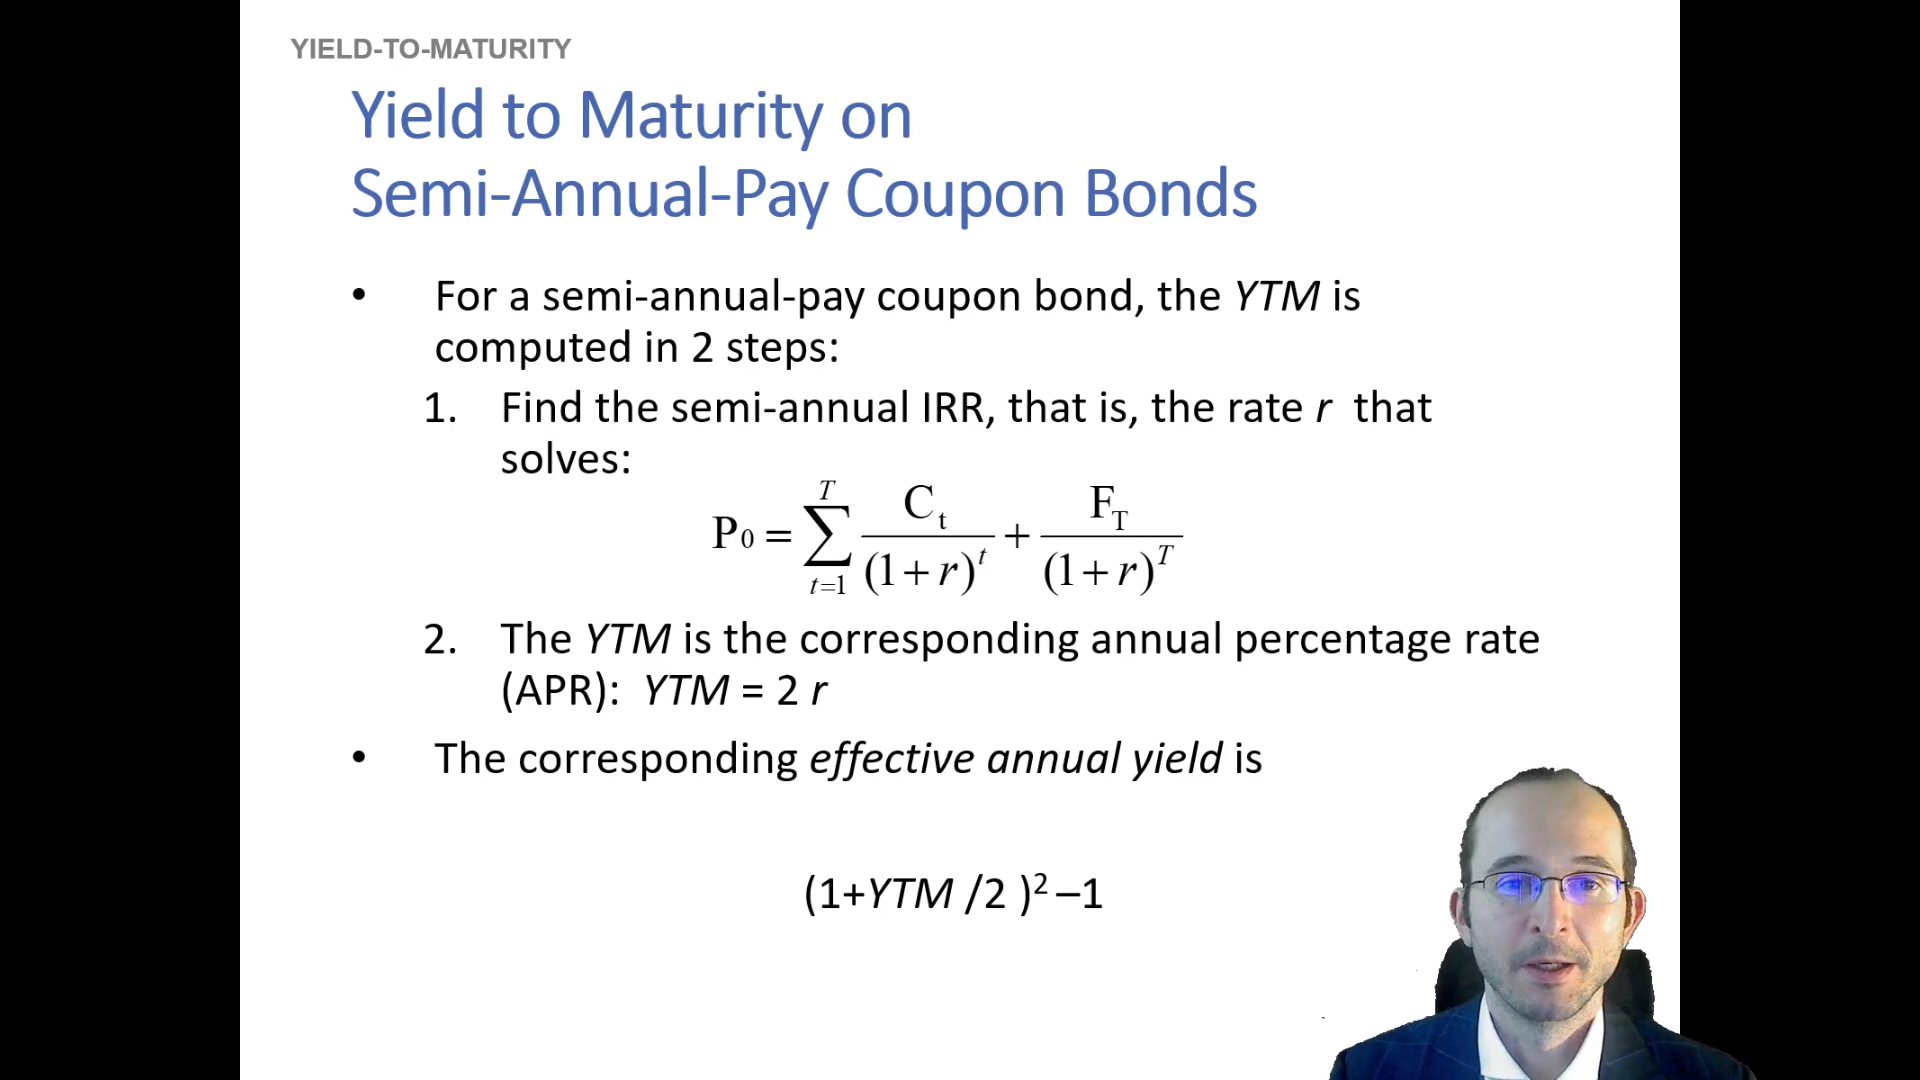 YIELD-TO-MATURITY
Yield to Maturity on
Semi-Annual-Pay Coupon Bonds
• For a semi-annual-pay coupon bond, the YTM is
computed in 2 steps:
1. Find the semi-annual IRR, that is, the rate r that
solves:
P₀ = ∑_{t=1}^{T} C_t/(1+r)^t + F_T/(1+r)^T
2. The YTM is the corresponding annual percentage rate
(APR): YTM = 2 r
• The corresponding effective annual yield is
(1+YTM /2 )² –1